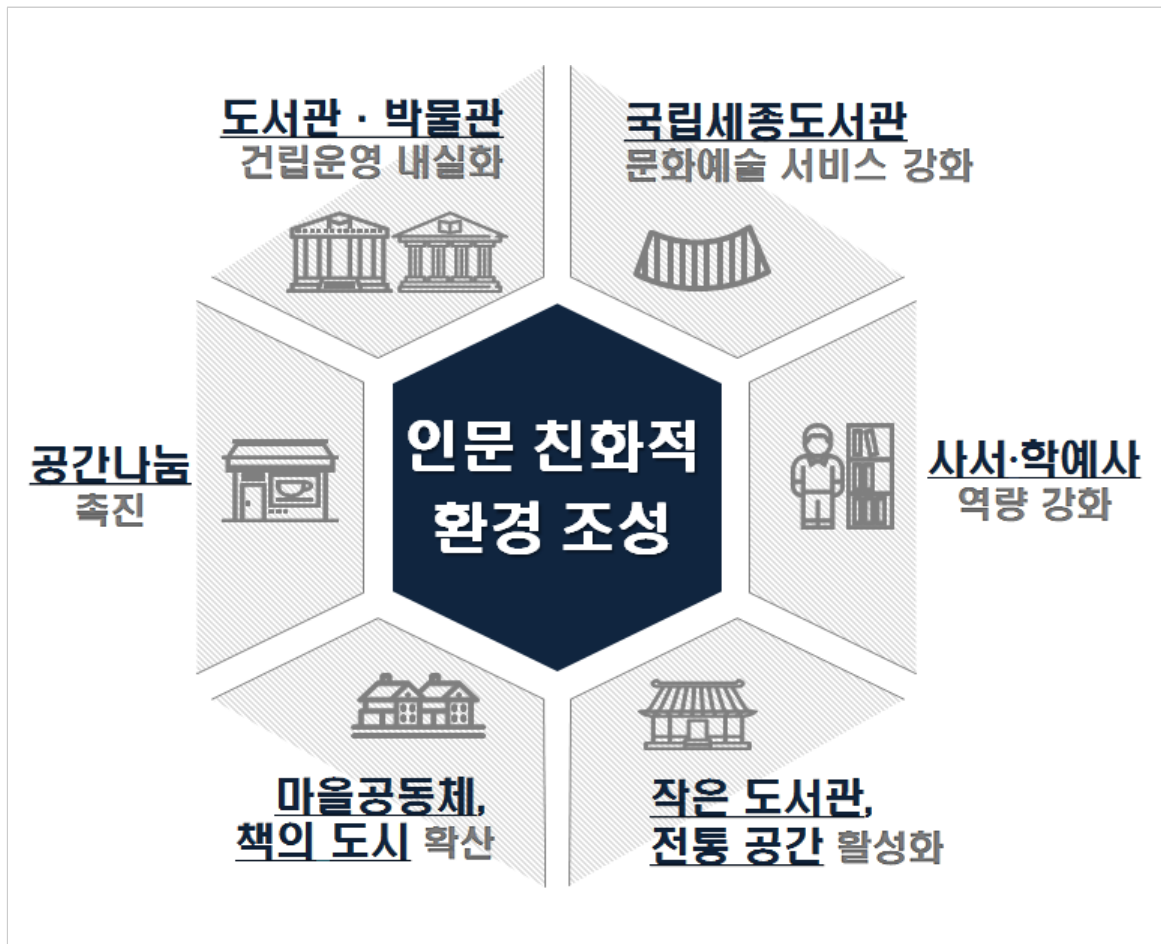 도서관 · 박물관
건립운영 내실화
국립세종도서관
문화예술 서비스 강화
공간나눔
촉진
인문 친화적
환경 조성
사서·학예사
역량 강화
마을공동체,
책의 도시 확산
작은 도서관,
전통 공간 활성화